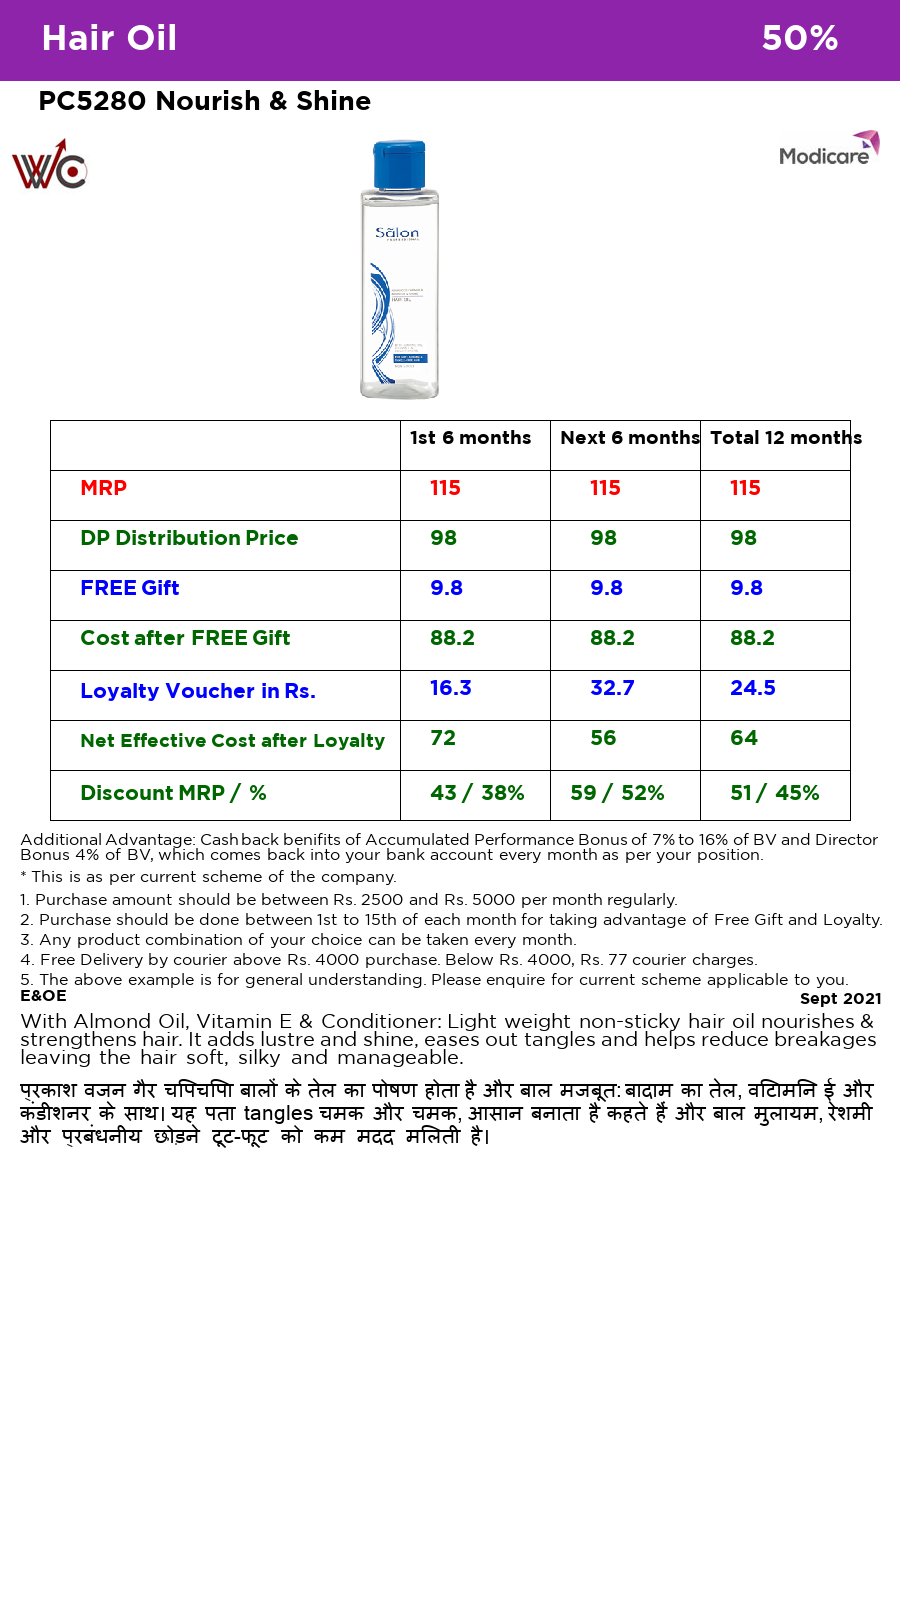 Hair Oil 50%
PC5280 Nourish & Shine
WC
Modicare
Sălon
HAIR OIL
1st 6 months Next 6 months Total 12 months
MRP 115 115 115
DP Distribution Price 98 98 98
FREE Gift 9.8 9.8 9.8
Cost after FREE Gift 88.2 88.2 88.2
Loyalty Voucher in Rs. 16.3 32.7 24.5
Net Effective Cost after Loyalty 72 56 64
Discount MRP / % 43 / 38% 59 / 52% 51 / 45%
Additional Advantage: Cash back benifits of Accumulated Performance Bonus of 7% to 16% of BV and Director
Bonus 4% of BV, which comes back into your bank account every month as per your position.
* This is as per current scheme of the company.
1. Purchase amount should be between Rs. 2500 and Rs. 5000 per month regularly.
2. Purchase should be done between 1st to 15th of each month for taking advantage of Free Gift and Loyalty.
3. Any product combination of your choice can be taken every month.
4. Free Delivery by courier above Rs. 4000 purchase. Below Rs. 4000, Rs. 77 courier charges.
5. The above example is for general understanding. Please enquire for current scheme applicable to you.
E&OE Sept 2021
With Almond Oil, Vitamin E & Conditioner: Light weight non-sticky hair oil nourishes &
strengthens hair. It adds lustre and shine, eases out tangles and helps reduce breakages
leaving the hair soft, silky and manageable.
प्रकाश वजन गैर चिपचिपा बालों के तेल का पोषण होता है और बाल मजबूत: बादाम का तेल, विटामिन ई और
कंडीशनर के साथ। यह पता tangles चमक और चमक, आसान बनाता है कहते हैं और बाल मुलायम, रेशमी
और प्रबंधनीय छोड़ने टूट-फूट को कम मदद मिलती है।